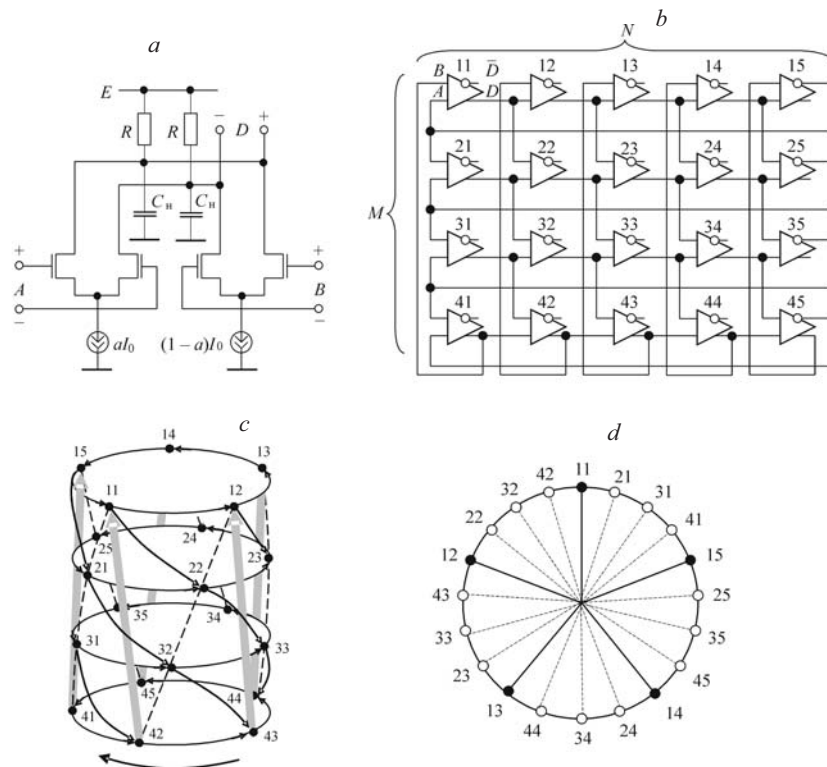 a
E
R R − D +
C_н C_н
+ +
A B
− −
aI₀ (1 − a)I₀
b
N
M
B 11 D̄ 12 13 14 15
A D
21 22 23 24 25
31 32 33 34 35
41 42 43 44 45
c
14
15 13
11 12
24
25 23
21 22
35 34
31 32 33
45 44
41 42 43
d
11
42 21
32 31
22 41
12 15
43 25
33 35
23 45
13 14
44 34 24